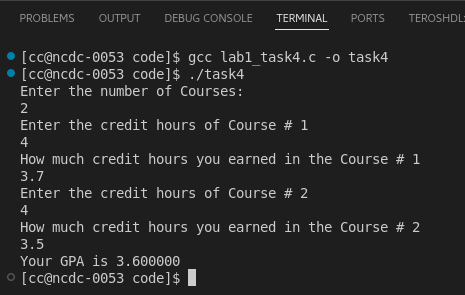 PROBLEMS OUTPUT DEBUG CONSOLE TERMINAL PORTS TEROSHDL:
[cc@ncdc-0053 code]$ gcc lab1_task4.c -o task4
[cc@ncdc-0053 code]$ ./task4
Enter the number of Courses:
2
Enter the credit hours of Course # 1
4
How much credit hours you earned in the Course # 1
3.7
Enter the credit hours of Course # 2
4
How much credit hours you earned in the Course # 2
3.5
Your GPA is 3.600000
[cc@ncdc-0053 code]$